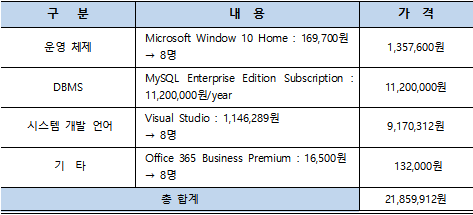 구 분 내 용 가 격
운영 체제 Microsoft Window 10 Home : 169,700원 → 8명 1,357,600원
DBMS MySQL Enterprise Edition Subscription : 11,200,000원/year 11,200,000원
시스템 개발 언어 Visual Studio : 1,146,289원 → 8명 9,170,312원
기 타 Office 365 Business Premium : 16,500원 → 8명 132,000원
총 합계 21,859,912원